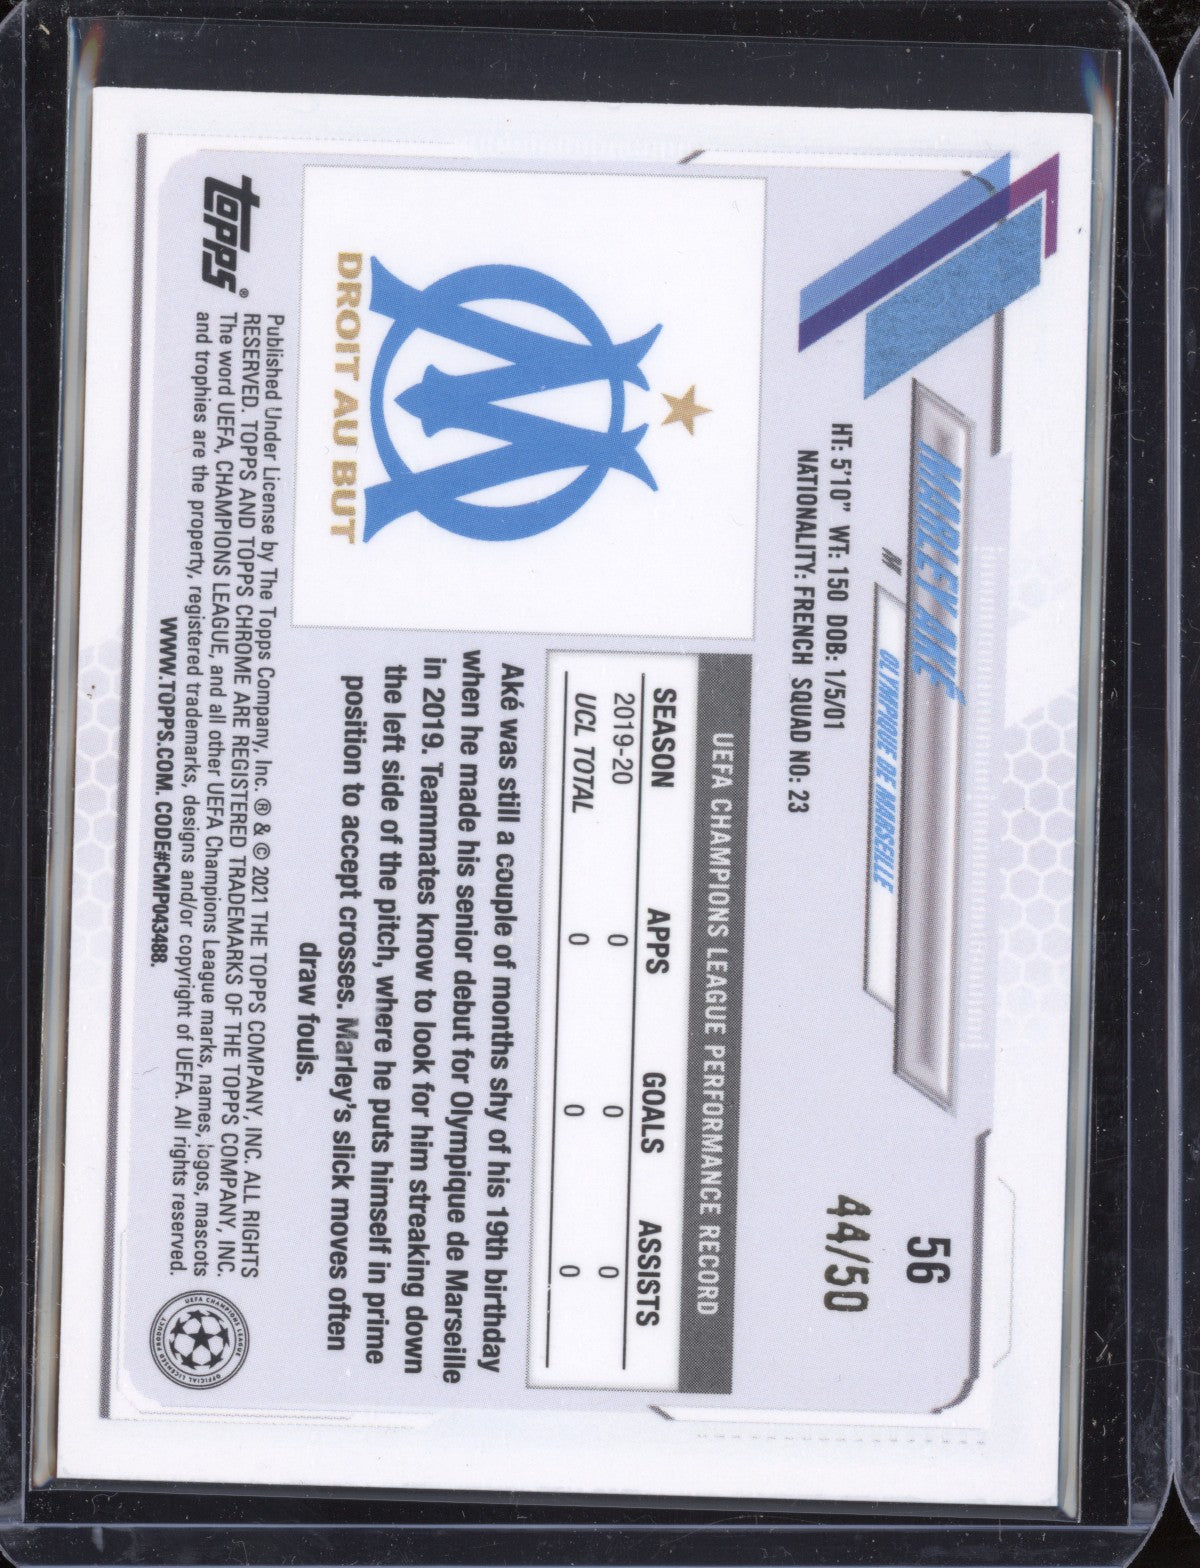 56
MARLEY AKÉ
M
OLYMPIQUE DE MARSEILLE
44/50
HT: 5'10" WT: 150 DOB: 1/5/01
NATIONALITY: FRENCH SQUAD NO: 23
DROIT AU BUT
UEFA CHAMPIONS LEAGUE PERFORMANCE RECORD
SEASON APPS GOALS ASSISTS
2019-20 0 0 0
UCL TOTAL 0 0 0
Aké was still a couple of months shy of his 19th birthday
when he made his senior debut for Olympique de Marseille
in 2019. Teammates know to look for him streaking down
the left side of the pitch, where he puts himself in prime
position to accept crosses. Marley's slick moves often
draw fouls.
topps®
Published Under License by The Topps Company, Inc. ® & © 2021 THE TOPPS COMPANY, INC. ALL RIGHTS
RESERVED. TOPPS AND TOPPS CHROME ARE REGISTERED TRADEMARKS OF THE TOPPS COMPANY, INC.
The word UEFA, CHAMPIONS LEAGUE, and all other UEFA Champions League marks, names, logos, mascots
and trophies are the property, registered trademarks, designs and/or copyright of UEFA. All rights reserved.
WWW.TOPPS.COM. CODE#CMP043488.
UEFA CHAMPIONS LEAGUE
OFFICIAL LICENSED PRODUCT